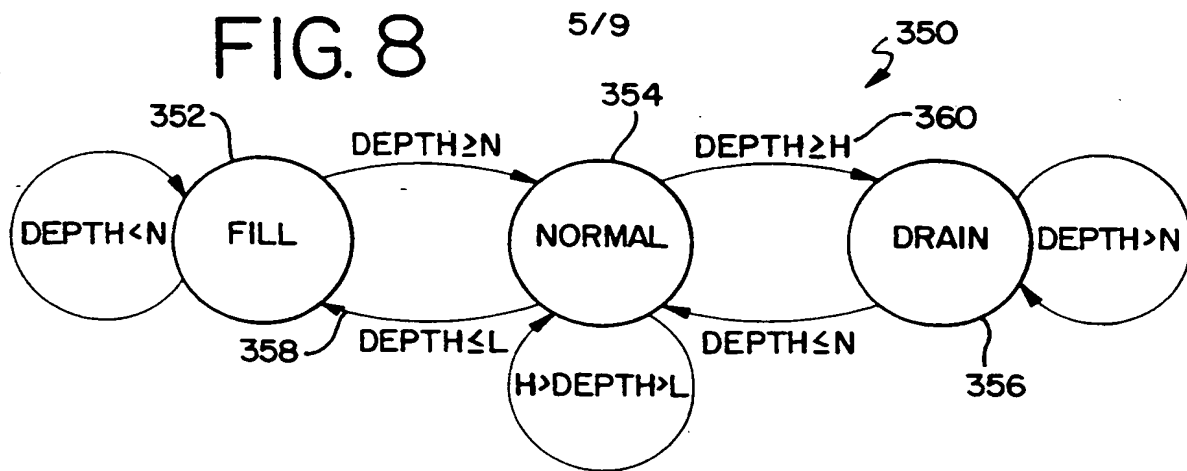 FIG. 8
5/9
350
352
354
360
DEPTH≥N
DEPTH≥H
DEPTH<N
FILL
NORMAL
DRAIN
DEPTH>N
358
DEPTH≤L
DEPTH≤N
H>DEPTH>L
356